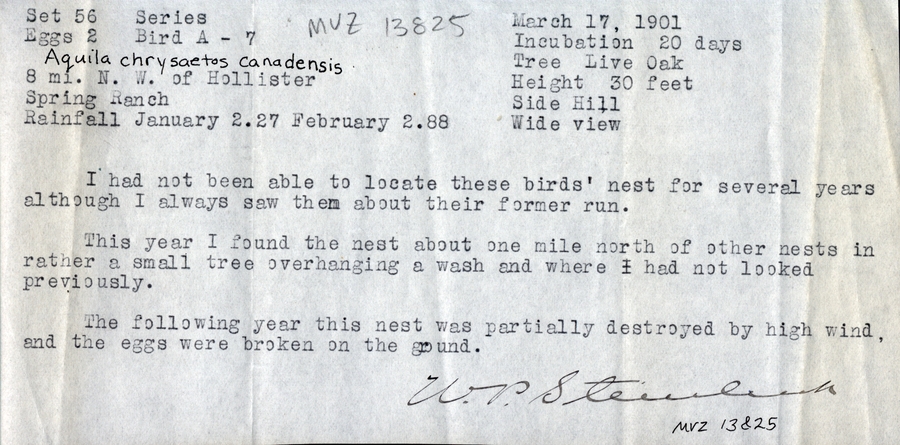 Set 56 Series MVZ 13825 March 17, 1901
Eggs 2 Bird A - 7 Incubation 20 days
Aquila chrysaetos canadensis Tree Live Oak
8 mi. N. W. of Hollister Height 30 feet
Spring Ranch Side Hill
Rainfall January 2.27 February 2.88 Wide view
I had not been able to locate these birds' nest for several years
although I always saw them about their former run.
This year I found the nest about one mile north of other nests in
rather a small tree overhanging a wash and where I had not looked
previously.
The following year this nest was partially destroyed by high wind,
and the eggs were broken on the ground.
W. P. Steinbeck
MVZ 13825